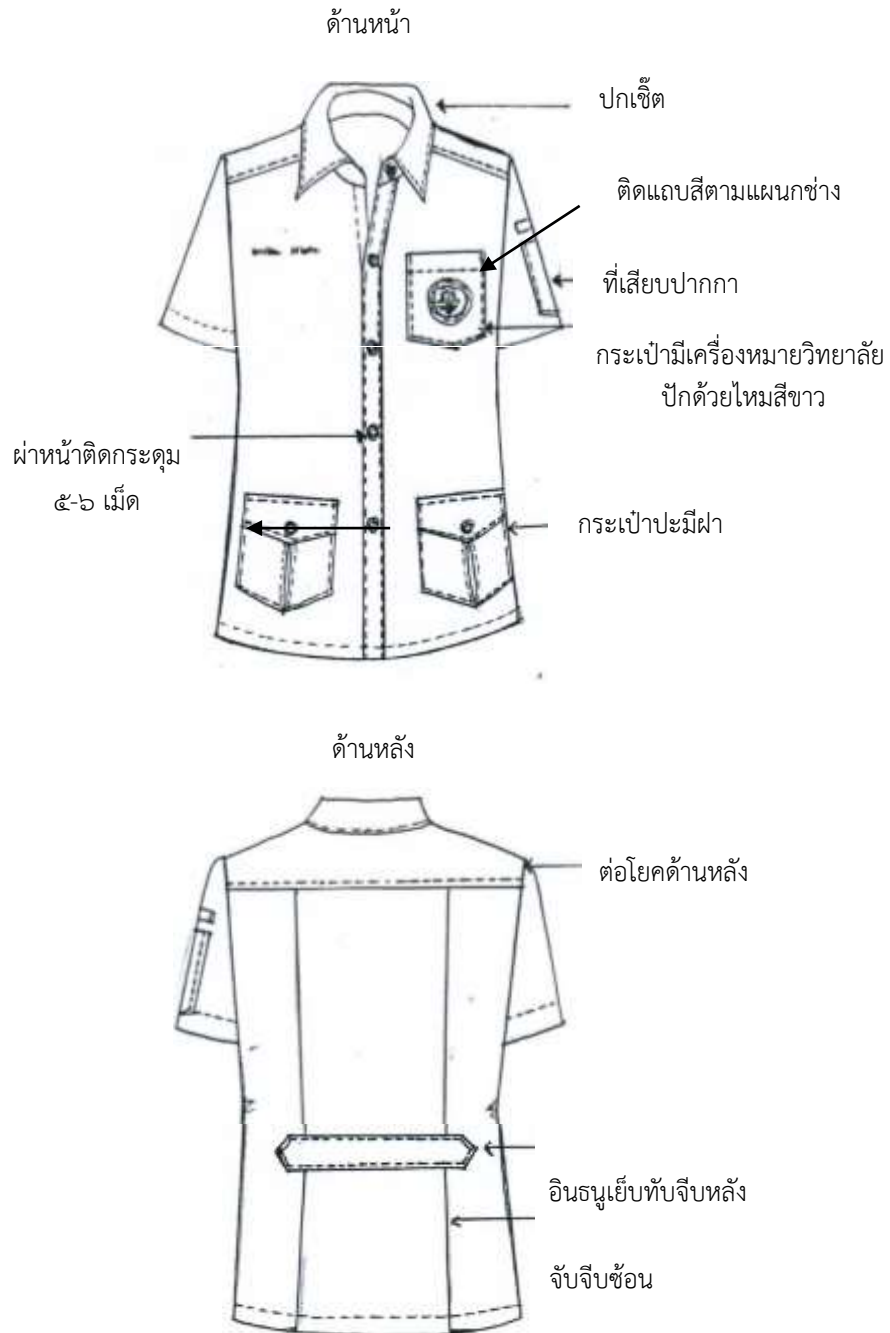 ด้านหน้า
ปกเชิ๊ต
ติดแถบสีตามแผนกช่าง
ที่เสียบปากกา
กระเป๋ามีเครื่องหมายวิทยาลัย
ปักด้วยไหมสีขาว
ผ่าหน้าติดกระดุม
๕-๖ เม็ด
กระเป๋าปะมีฝา
ด้านหลัง
ต่อโยคด้านหลัง
อินธนูเย็บทับจีบหลัง
จับจีบซ้อน